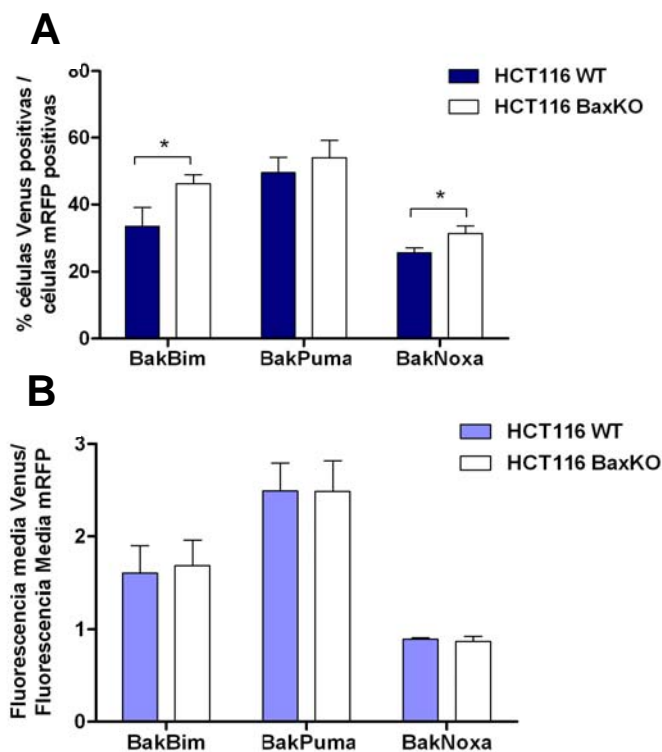 A
% células Venus positivas /
células mRFP positivas
80
60
40
20
0
*
*
HCT116 WT
HCT116 BaxKO
BakBim
BakPuma
BakNoxa
B
Fluorescencia media Venus/
Fluorescencia Media mRFP
3
2
1
0
HCT116 WT
HCT116 BaxKO
BakBim
BakPuma
BakNoxa